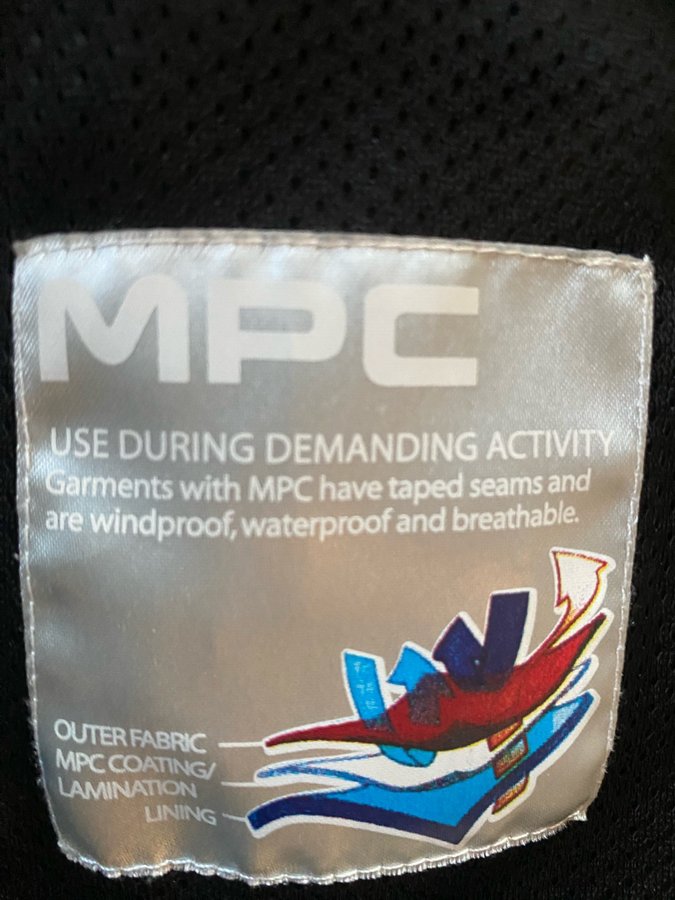 MPC
USE DURING DEMANDING ACTIVITY
Garments with MPC have taped seams and
are windproof, waterproof and breathable.
OUTER FABRIC
MPC COATING/
LAMINATION
LINING